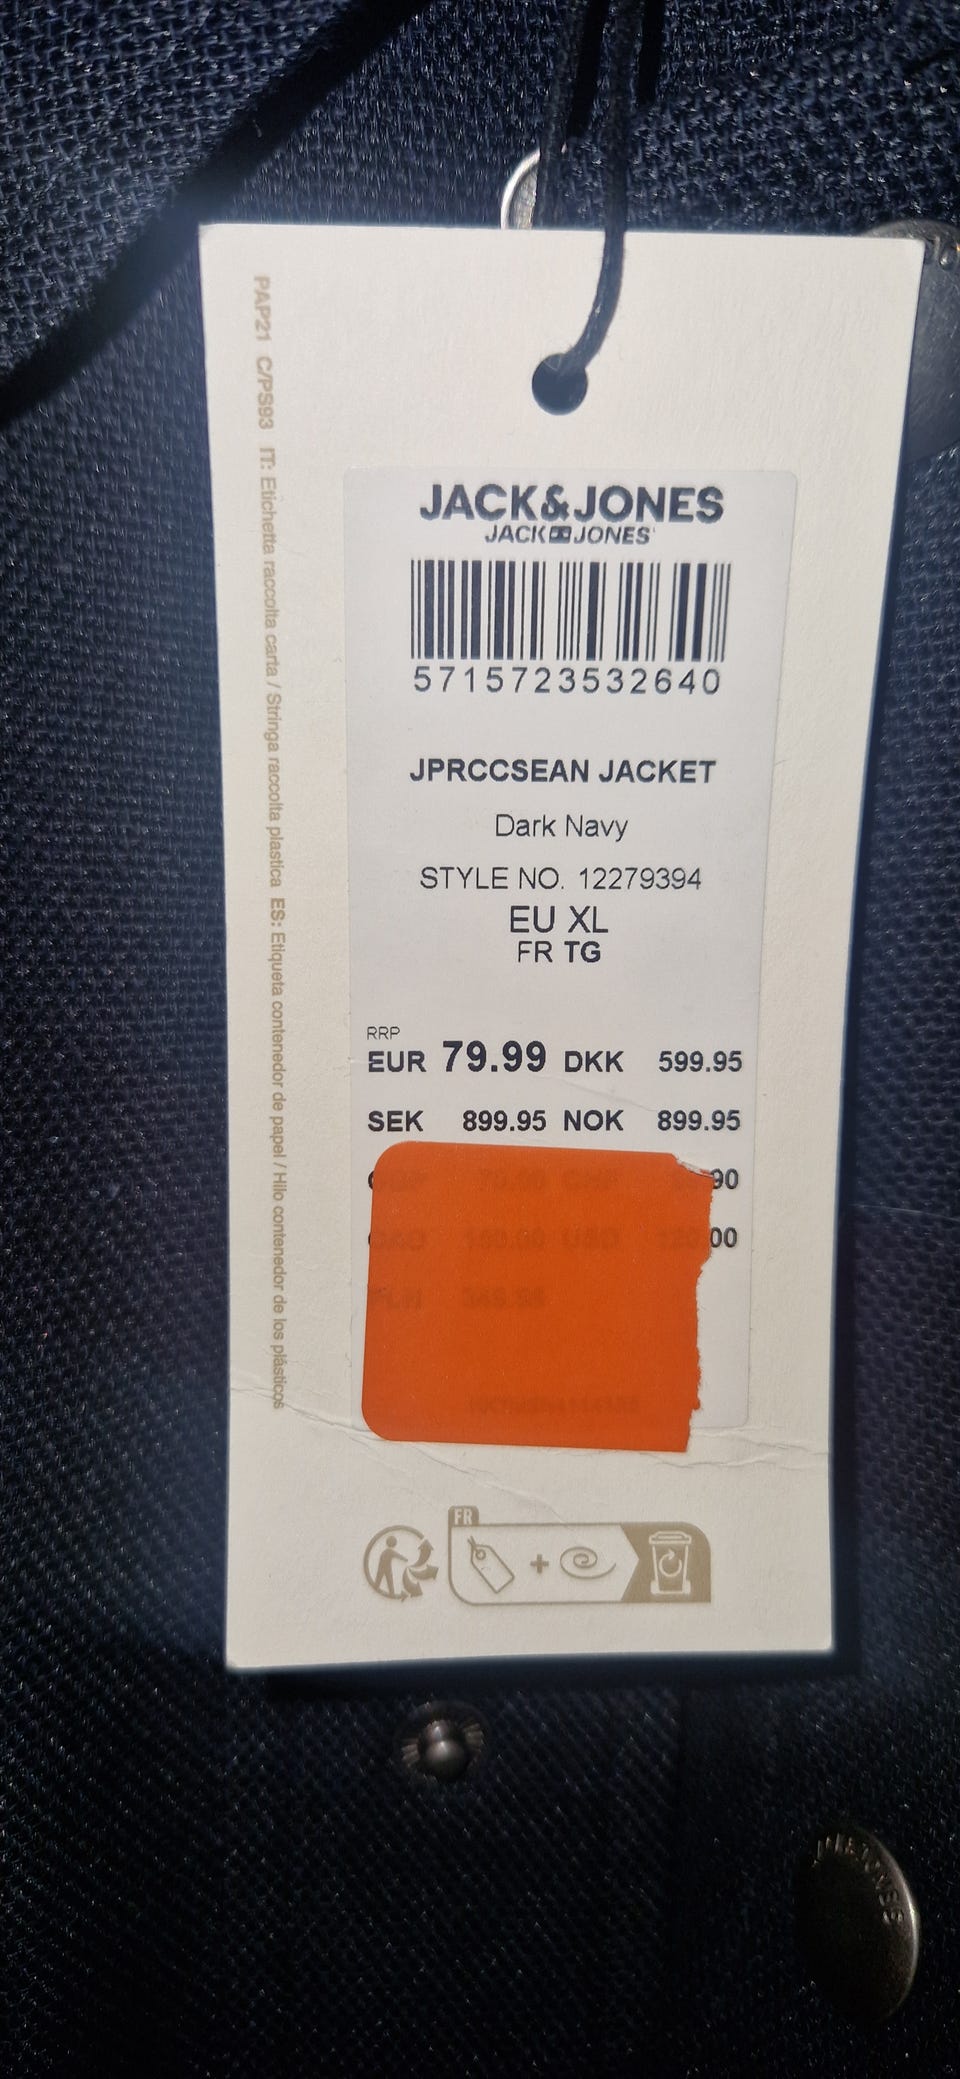 PAP21 C/PS93 IT: Etichetta raccolta carta / Stringa raccolta plastica ES: Etiqueta contenedor de papel / Hilo contenedor de los plásticos
JACK&JONES
JACK JONES
5715723532640
JPRCCSEAN JACKET
Dark Navy
STYLE NO. 12279394
EU XL
FR TG
RRP
EUR 79.99 DKK 599.95
SEK 899.95 NOK 899.95
90
00
FR
+